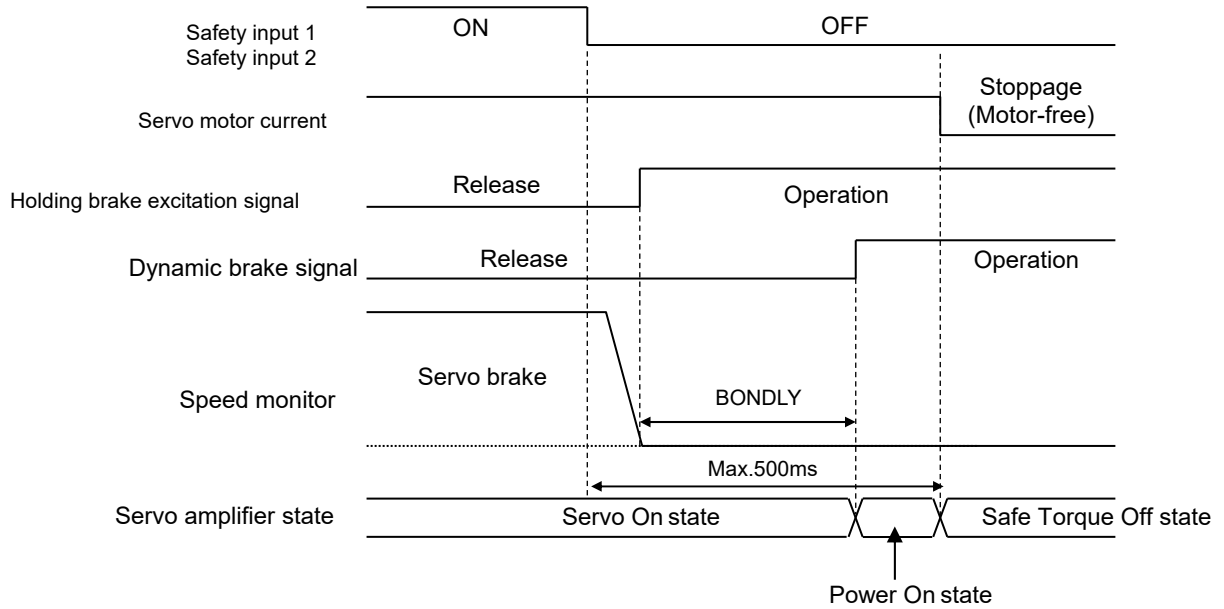 Safety input 1
Safety input 2
ON
OFF
Servo motor current
Stoppage
(Motor-free)
Holding brake excitation signal
Release
Operation
Dynamic brake signal
Release
Operation
Speed monitor
Servo brake
BONDLY
Max.500ms
Servo amplifier state
Servo On state
Safe Torque Off state
Power On state